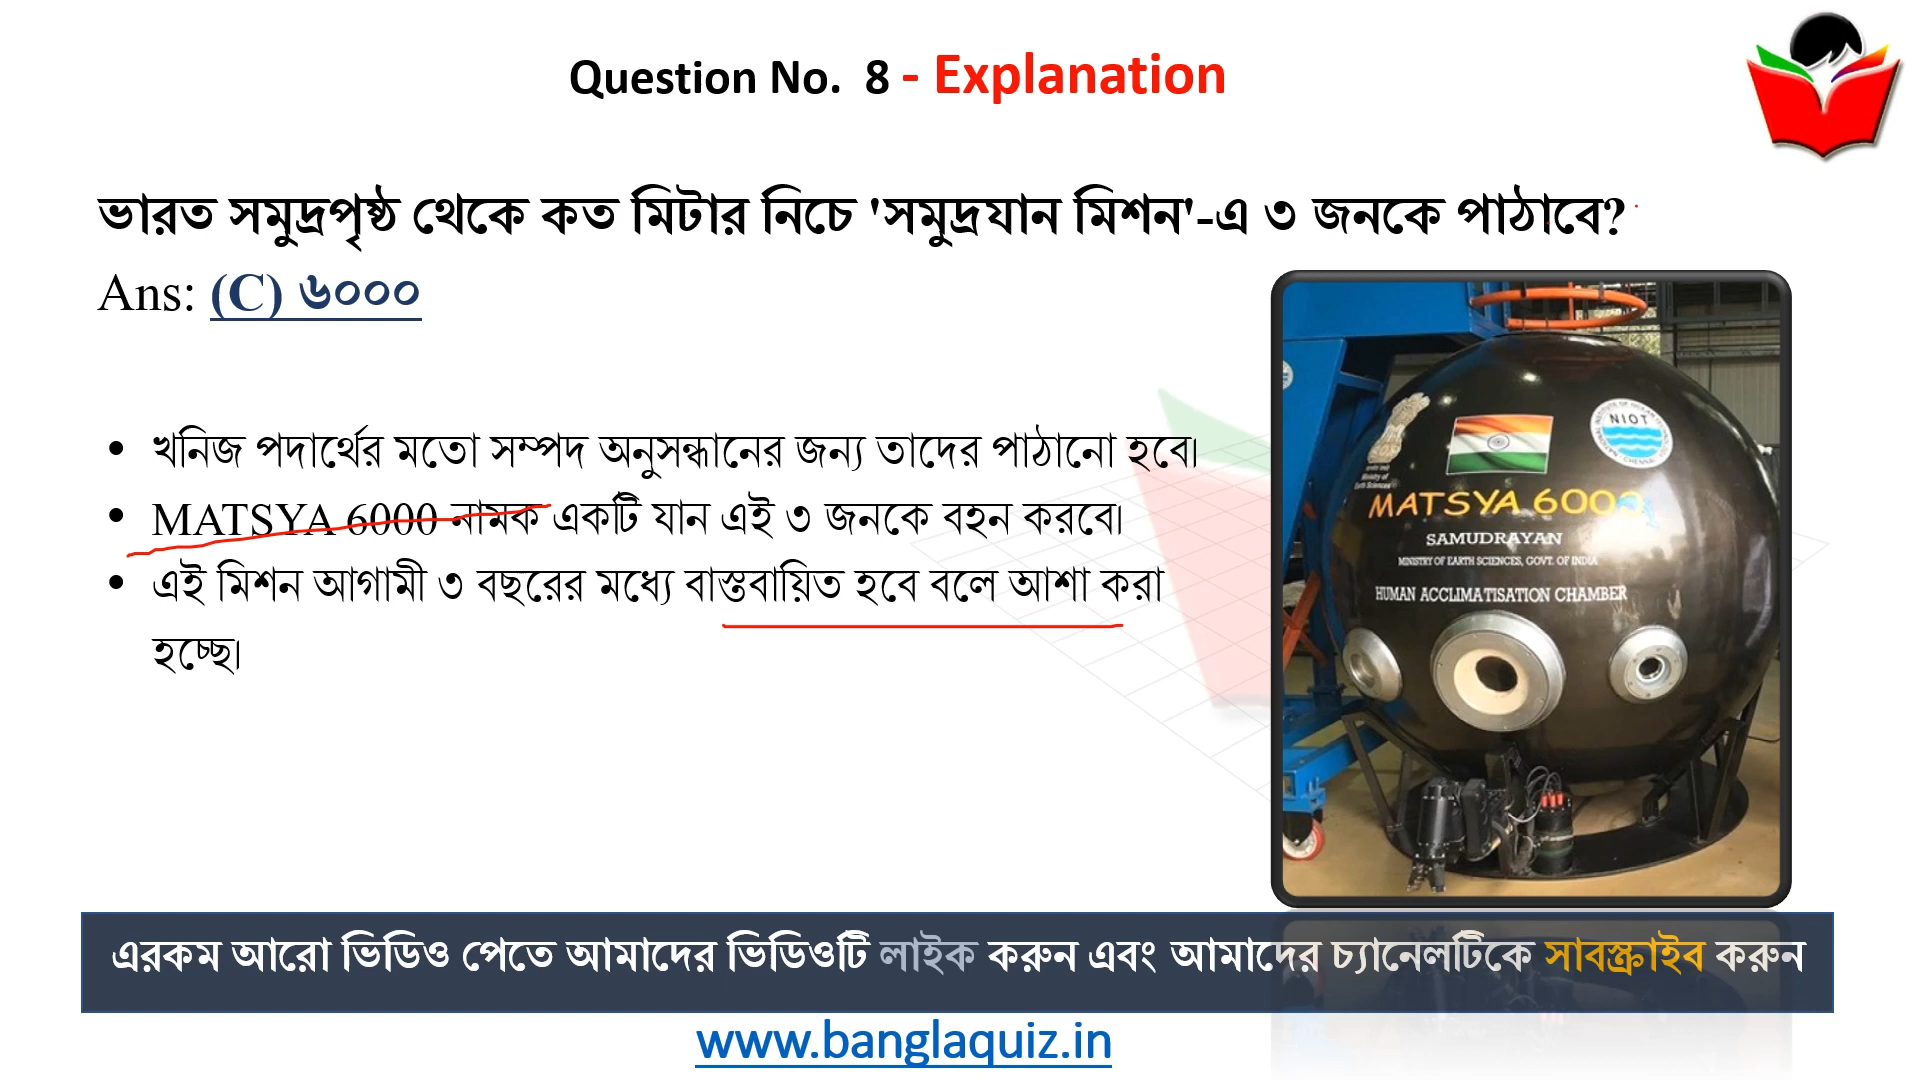 Question No. 8 - Explanation
ভারত সমুদ্রপৃষ্ঠ থেকে কত মিটার নিচে 'সমুদ্রযান মিশন'-এ ৩ জনকে পাঠাবে?
Ans: (C) ৬০০০
• খনিজ পদার্থের মতো সম্পদ অনুসন্ধানের জন্য তাদের পাঠানো হবে।
• MATSYA 6000 নামক একটি যান এই ৩ জনকে বহন করবে।
• এই মিশন আগামী ৩ বছরের মধ্যে বাস্তবায়িত হবে বলে আশা করা
হচ্ছে।
NIOT
MATSYA 6000
SAMUDRAYAN
MINISTRY OF EARTH SCIENCES, GOVT. OF INDIA
HUMAN ACCLIMATISATION CHAMBER
এরকম আরো ভিডিও পেতে আমাদের ভিডিওটি লাইক করুন এবং আমাদের চ্যানেলটিকে সাবস্ক্রাইব করুন
www.banglaquiz.in